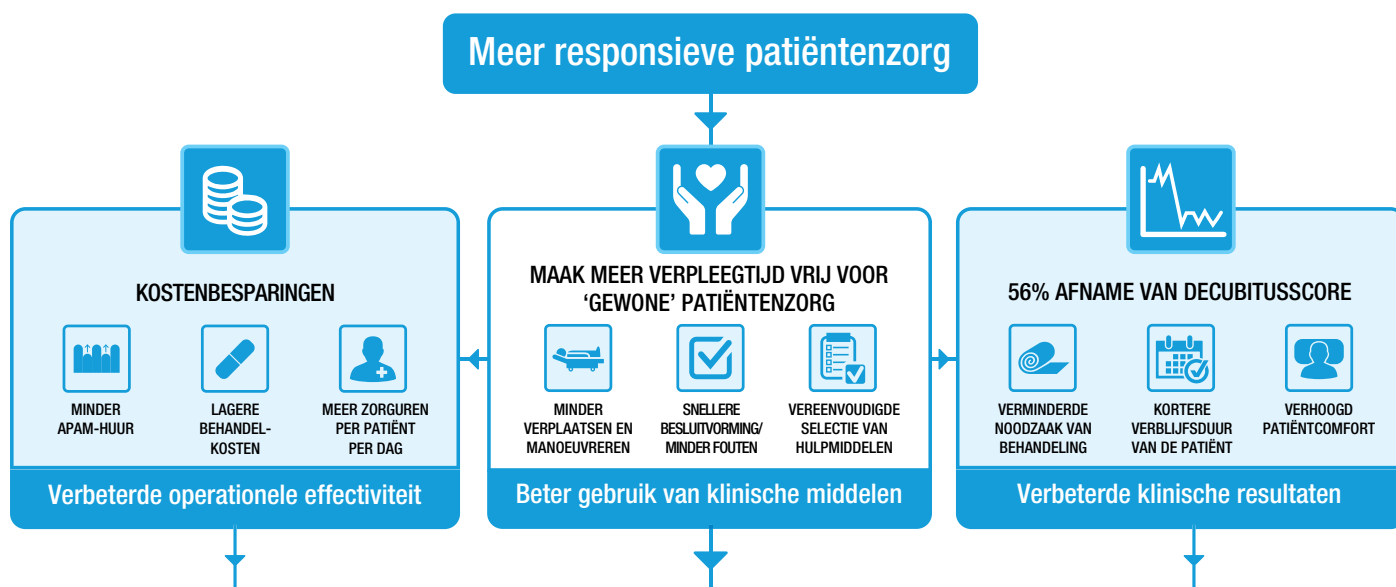 Meer responsieve patiëntenzorg
KOSTENBESPARINGEN
MINDER
APAM-HUUR
LAGERE
BEHANDEL-
KOSTEN
MEER ZORGUREN
PER PATIËNT
PER DAG
Verbeterde operationele effectiviteit
MAAK MEER VERPLEEGTIJD VRIJ VOOR
‘GEWONE’ PATIËNTENZORG
MINDER
VERPLAATSEN EN
MANOEUVREREN
SNELLERE
BESLUITVORMING/
MINDER FOUTEN
VEREENVOUDIGDE
SELECTIE VAN
HULPMIDDELEN
Beter gebruik van klinische middelen
56% AFNAME VAN DECUBITUSSCORE
VERMINDERDE
NOODZAAK VAN
BEHANDELING
KORTERE
VERBLIJFSDUUR
VAN DE PATIËNT
VERHOOGD
PATIËNTCOMFORT
Verbeterde klinische resultaten